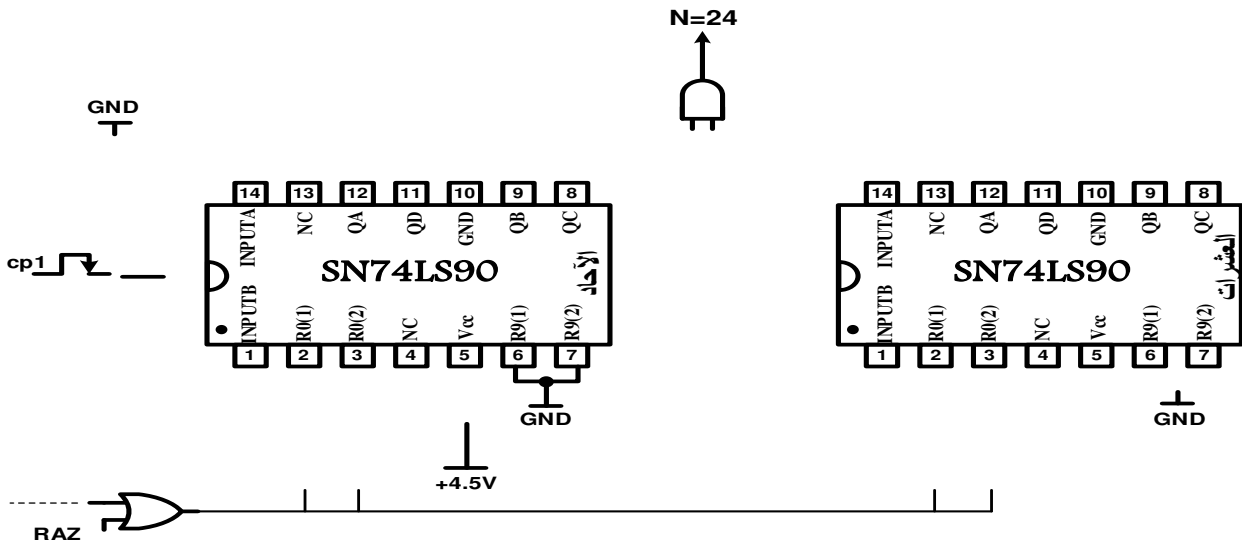 N=24
GND
14 13 12 11 10 9 8
INPUTA NC QA QD GND QB QC
SN74LS90
الآحاد
INPUTB R0(1) R0(2) NC Vcc R9(1) R9(2)
1 2 3 4 5 6 7
14 13 12 11 10 9 8
INPUTA NC QA QD GND QB QC
SN74LS90
العشرات
INPUTB R0(1) R0(2) NC Vcc R9(1) R9(2)
1 2 3 4 5 6 7
cp1
GND
GND
+4.5V
RAZ